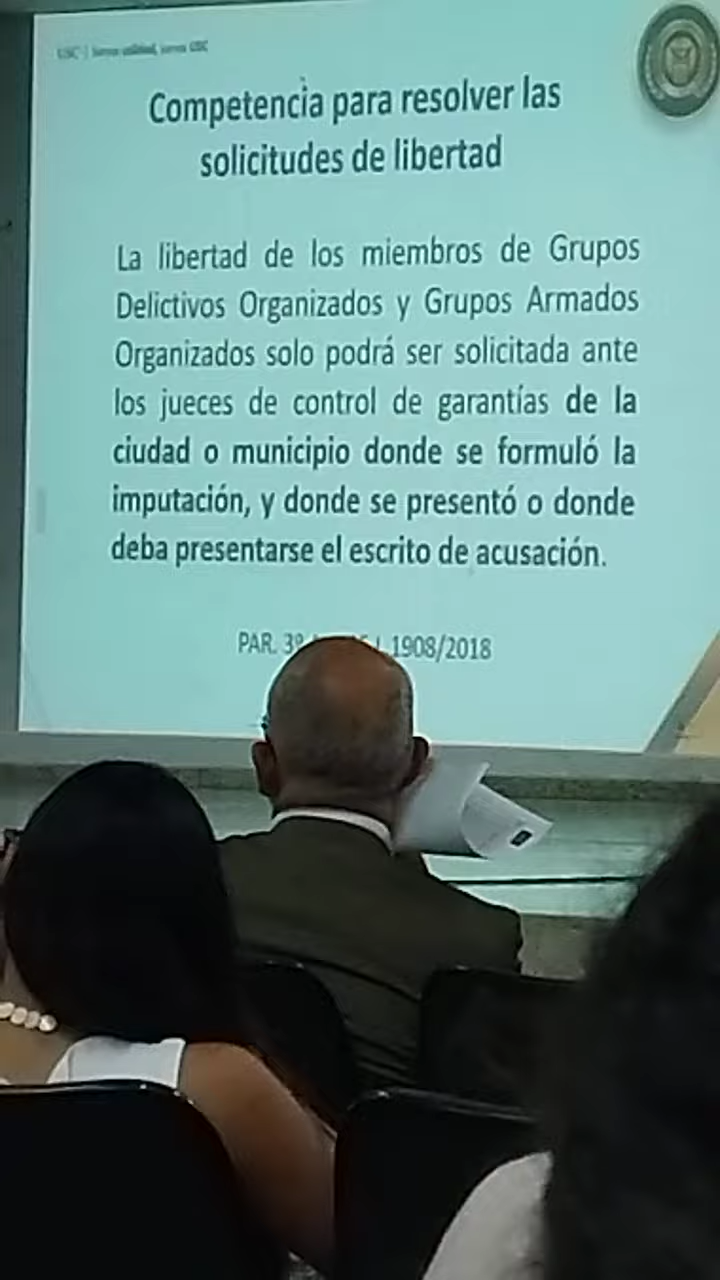 Competencia para resolver las
solicitudes de libertad
La libertad de los miembros de Grupos
Delictivos Organizados y Grupos Armados
Organizados solo podrá ser solicitada ante
los jueces de control de garantías de la
ciudad o municipio donde se formuló la
imputación, y donde se presentó o donde
deba presentarse el escrito de acusación.
PAR. 3º 1908/2018